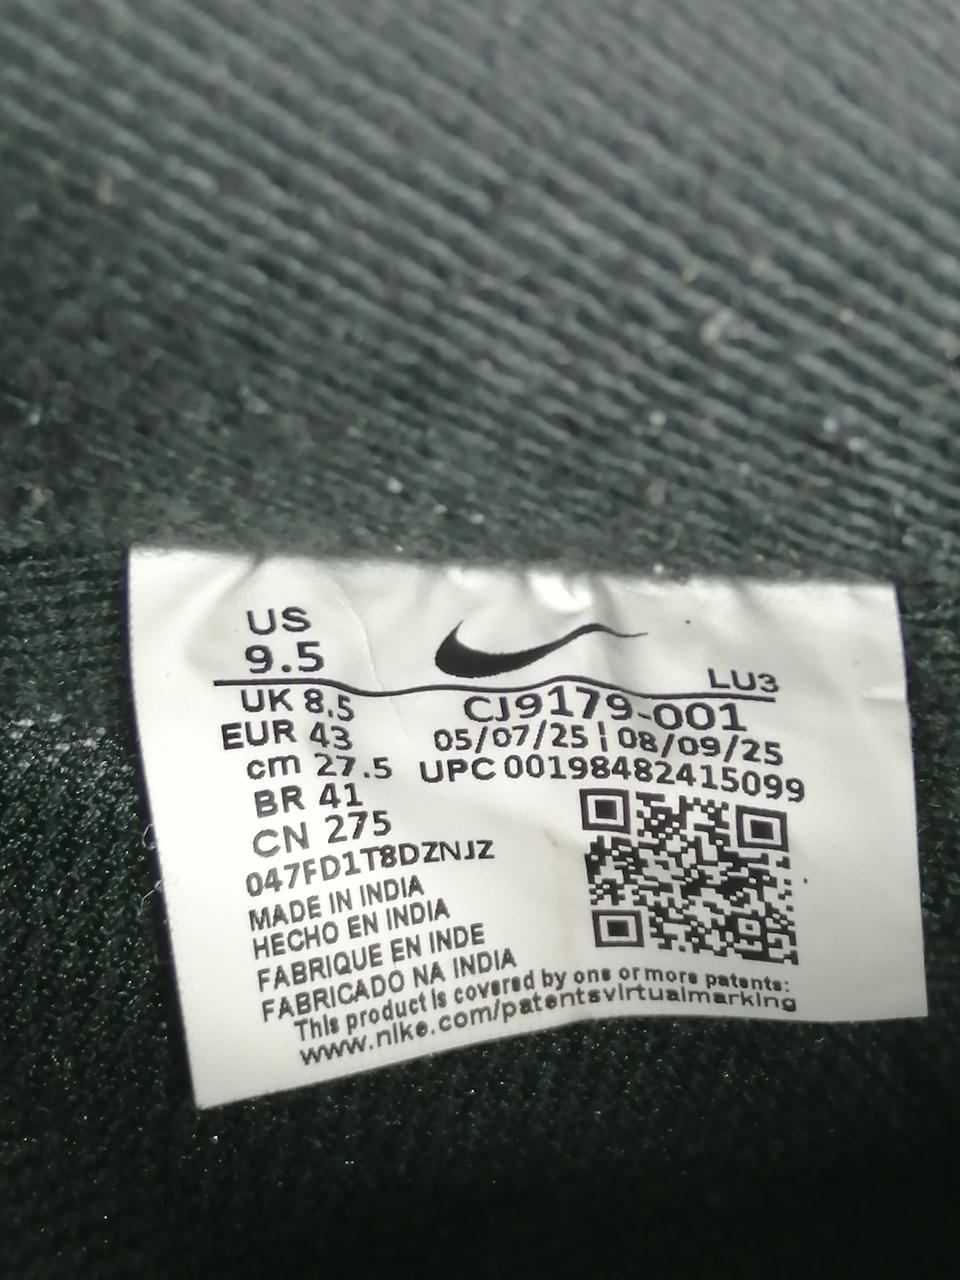 US
9.5
LU3
UK 8.5
EUR 43
cm 27.5
BR 41
CN 275
CJ9179-001
05/07/25 | 08/09/25
UPC 00198482415099
047FD1T8DZNJZ
MADE IN INDIA
HECHO EN INDIA
FABRIQUE EN INDE
FABRICADO NA INDIA
This product is covered by one or more patents:
www.nike.com/patentsvirtualmarking